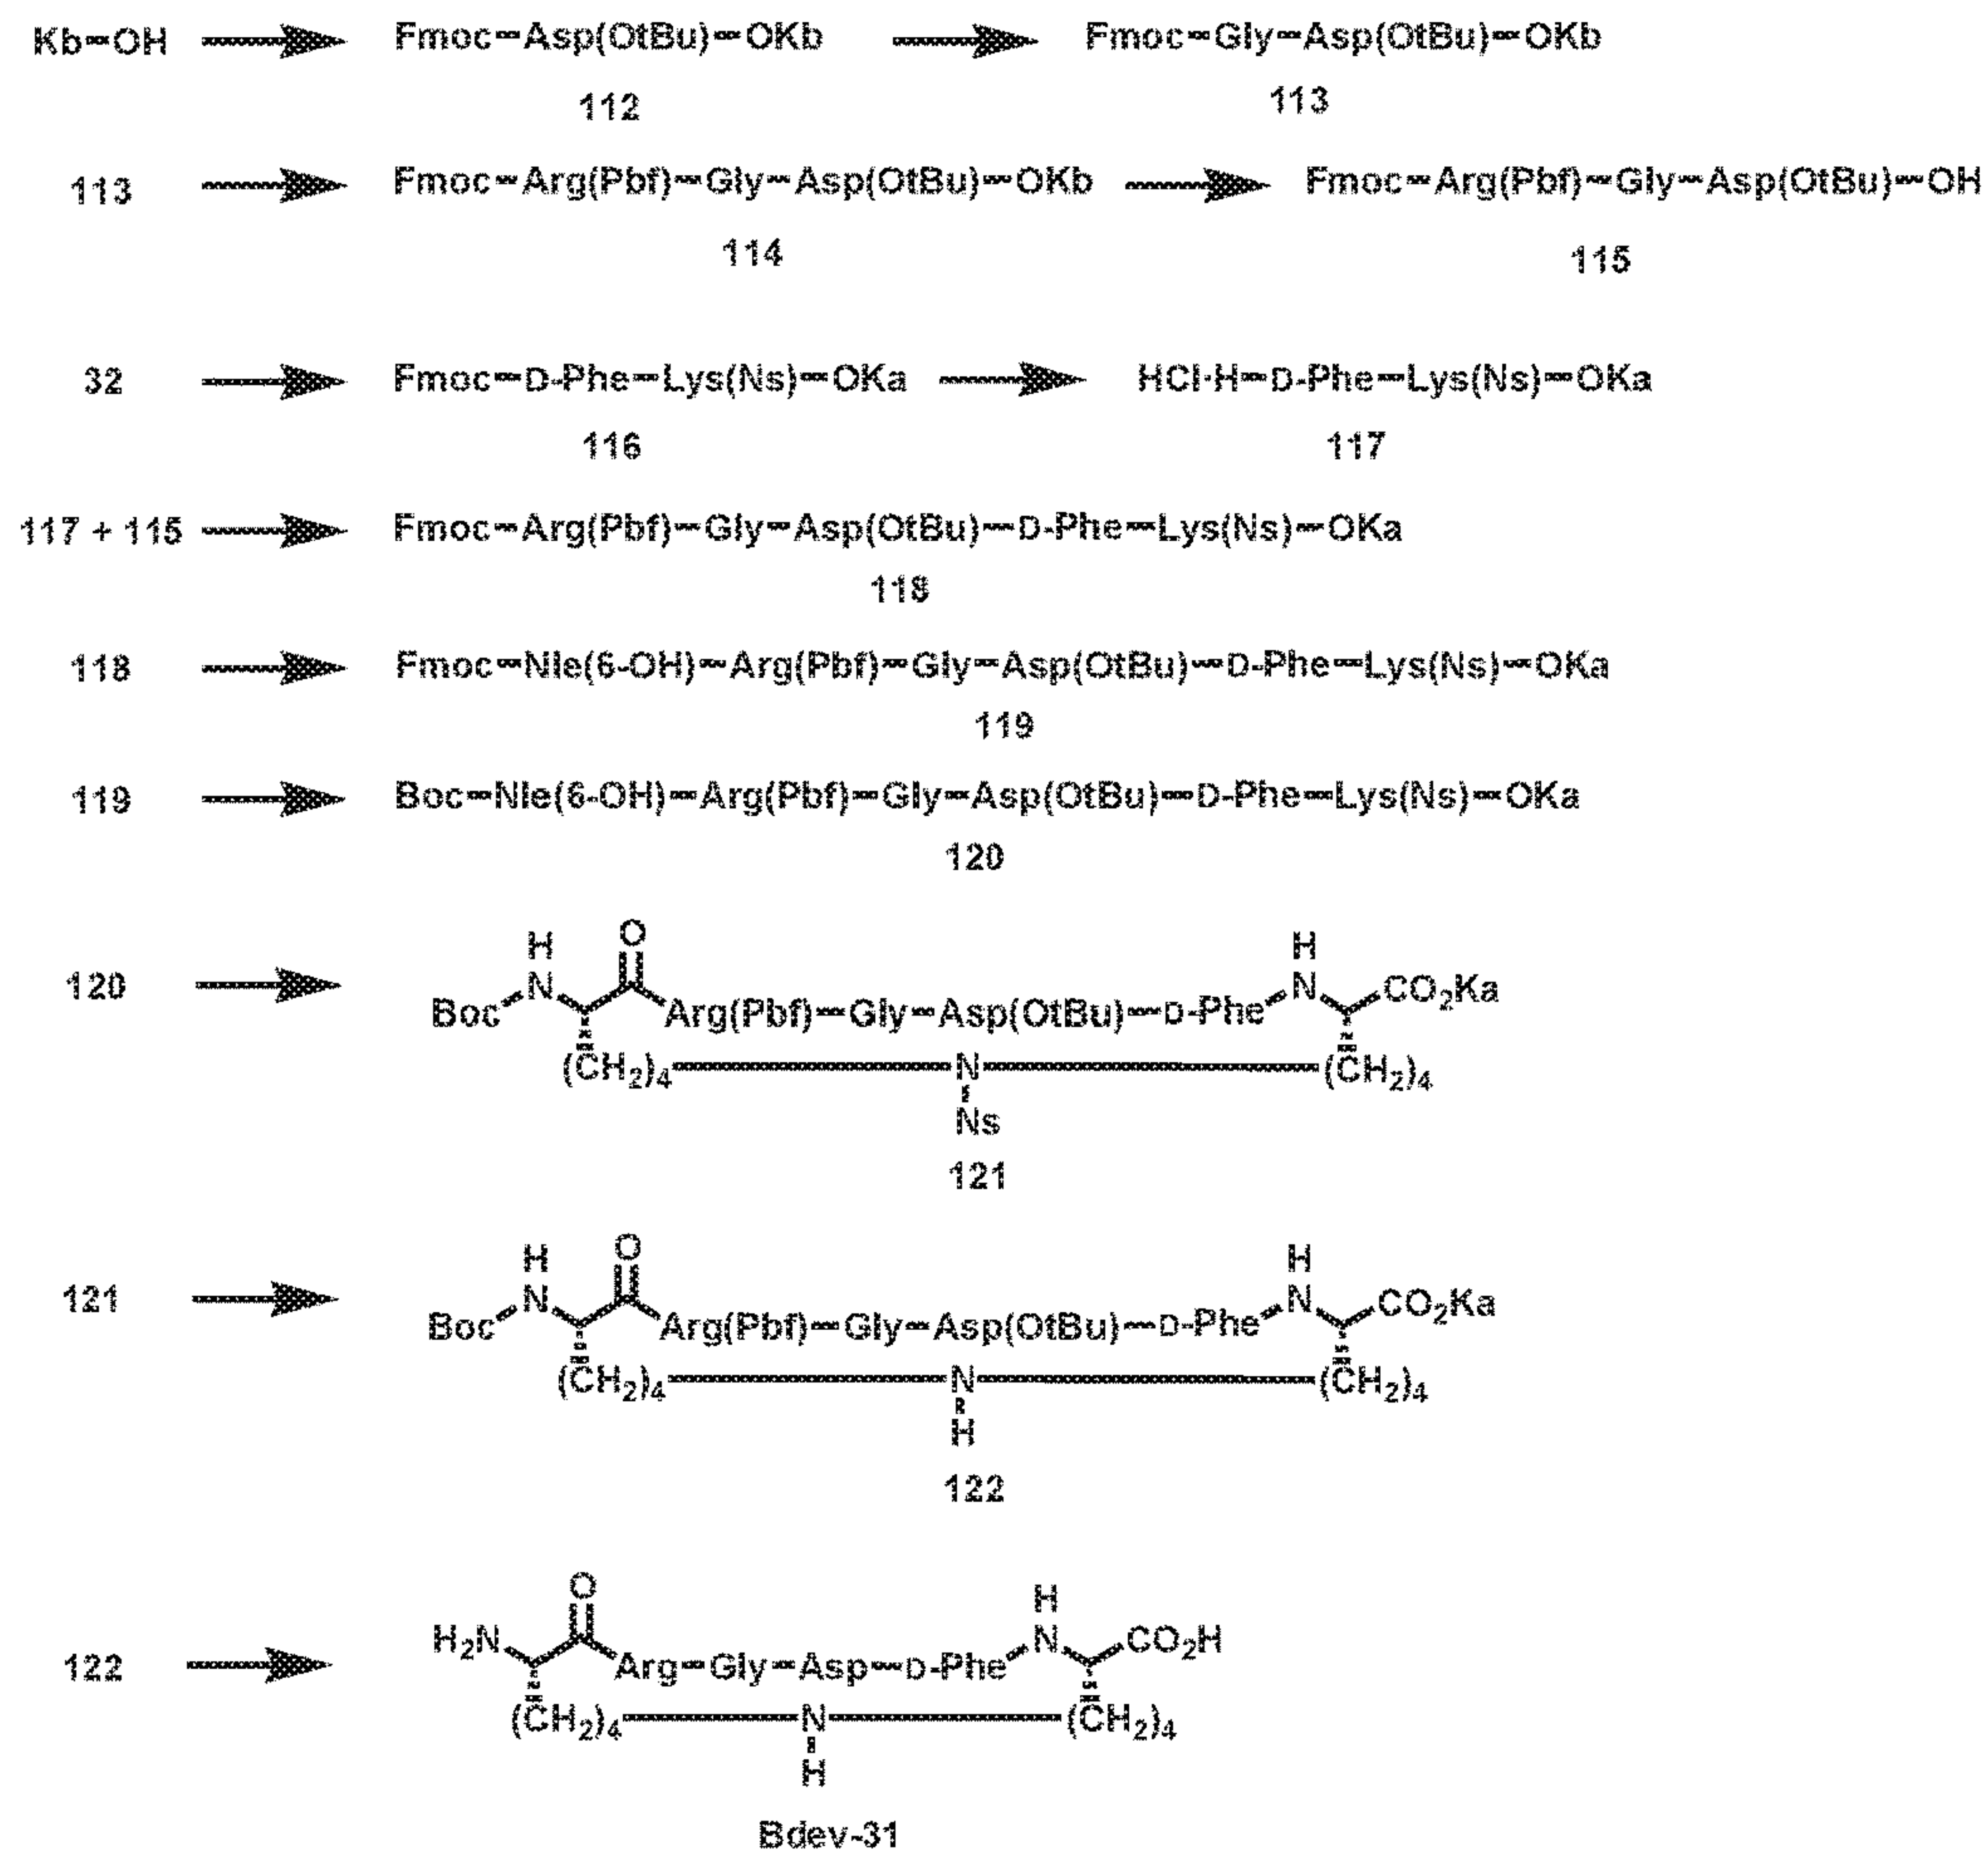 Kb-OH Fmoc-Asp(OtBu)-OKb Fmoc-Gly-Asp(OtBu)-OKb
112 113
113 Fmoc-Arg(Pbf)-Gly-Asp(OtBu)-OKb Fmoc-Arg(Pbf)-Gly-Asp(OtBu)-OH
114 115
32 Fmoc-D-Phe-Lys(Ns)-OKa HCl·H-D-Phe-Lys(Ns)-OKa
116 117
117 + 115 Fmoc-Arg(Pbf)-Gly-Asp(OtBu)-D-Phe-Lys(Ns)-OKa
118
118 Fmoc-Nle(6-OH)-Arg(Pbf)-Gly-Asp(OtBu)-D-Phe-Lys(Ns)-OKa
119
119 Boc-Nle(6-OH)-Arg(Pbf)-Gly-Asp(OtBu)-D-Phe-Lys(Ns)-OKa
120
H O H
120 N N CO2Ka
Boc Arg(Pbf)-Gly-Asp(OtBu)-D-Phe
(CH2)4 N (CH2)4
Ns
121
H O H
121 N N CO2Ka
Boc Arg(Pbf)-Gly-Asp(OtBu)-D-Phe
(CH2)4 N (CH2)4
H
122
O H
122 H2N N CO2H
Arg-Gly-Asp-D-Phe
(CH2)4 N (CH2)4
H
Bdev-31